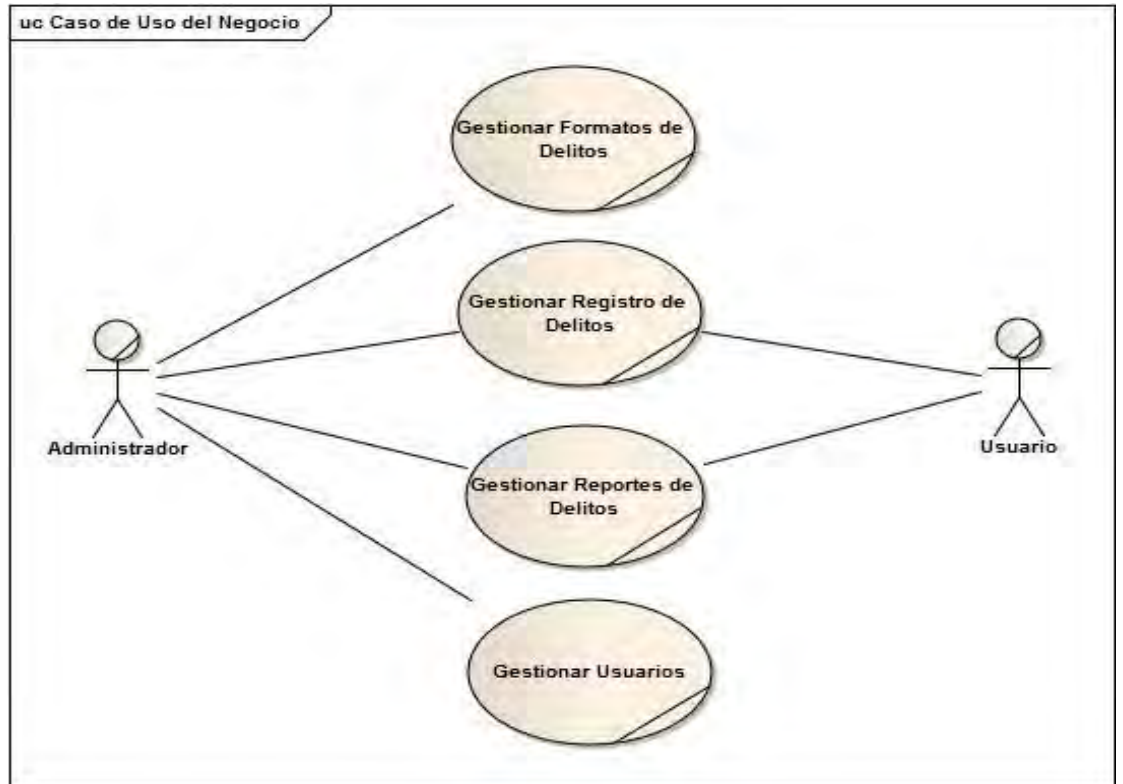 uc Caso de Uso del Negocio
Gestionar Formatos de
Delitos
Gestionar Registro de
Delitos
Administrador
Usuario
Gestionar Reportes de
Delitos
Gestionar Usuarios